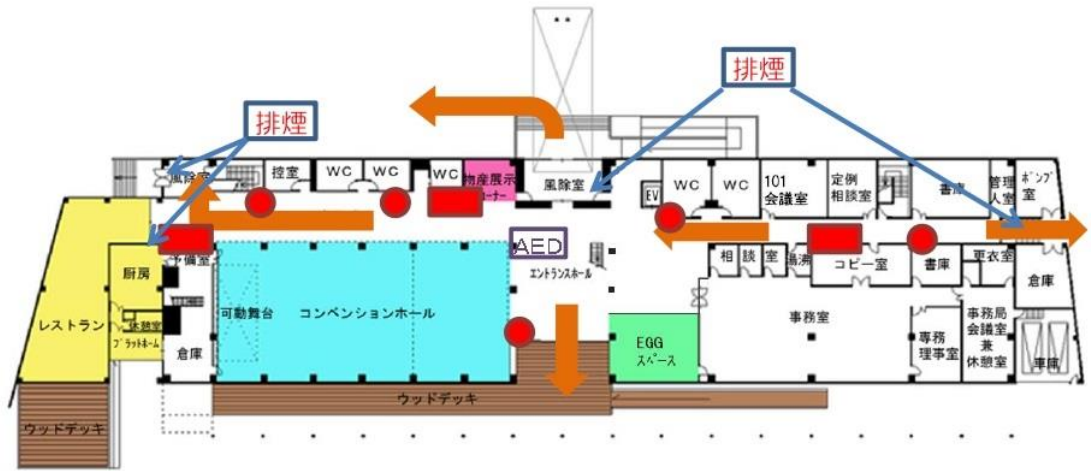 排煙
排煙
風除室
控室
WC
WC
WC
物産展示
コーナー
風除室
EV
WC
WC
101
会議室
定例
相談室
書庫
管理
人室
ポンプ
室
AED
エントランスホール
相
談
室
湯沸
コピー室
書庫
更衣室
倉庫
厨房
予備室
レストラン
休憩室
プラットホーム
倉庫
可動舞台
コンベンションホール
EGG
スペース
事務室
専務
理事室
事務局
会議室
兼
休憩室
車庫
ウッドデッキ
ウッドデッキ